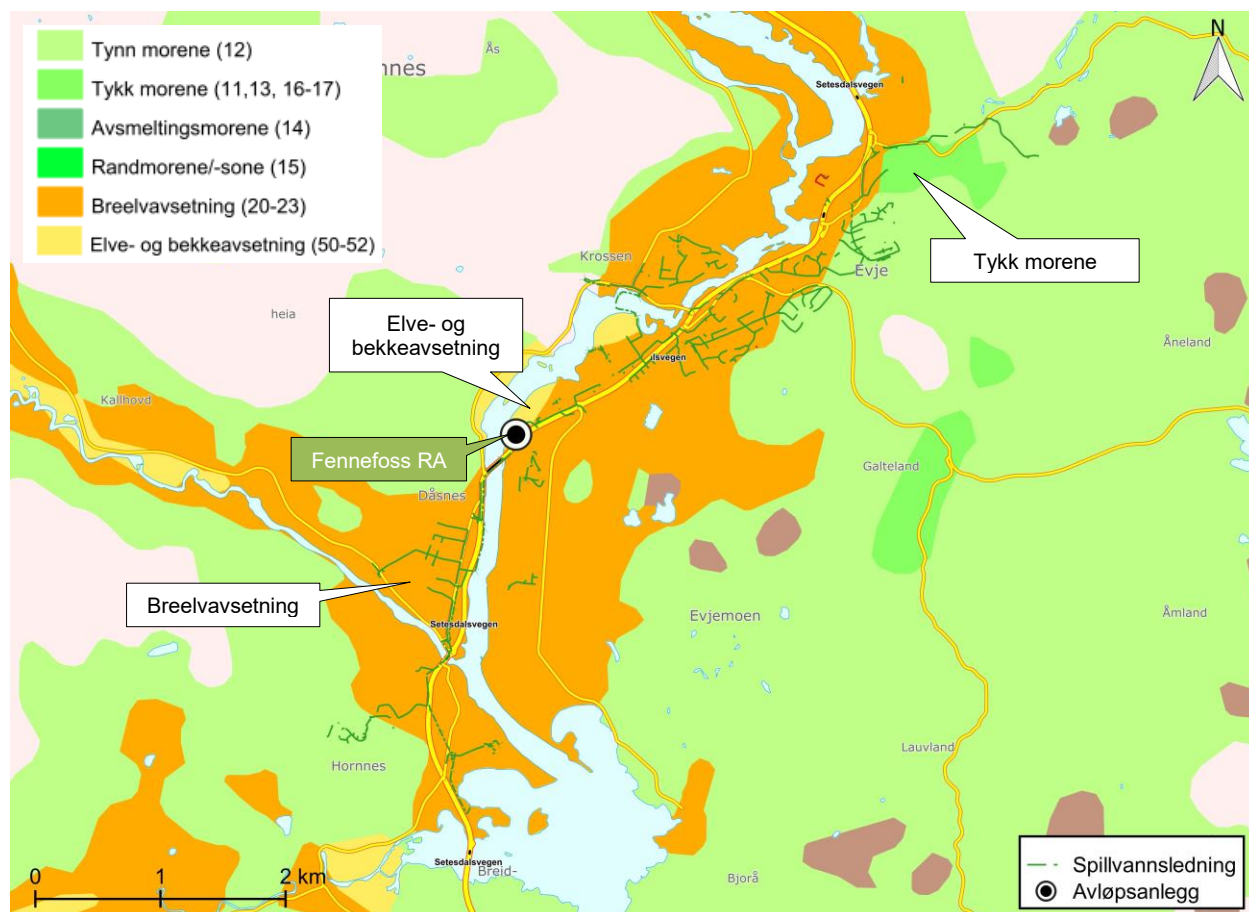 Tynn morene (12)
Tykk morene (11,13, 16-17)
Avsmeltingsmorene (14)
Randmorene/-sone (15)
Breelvavsetning (20-23)
Elve- og bekkeavsetning (50-52)
nnes
Ås
N
Setesdalsvegen
Tykk morene
Krossen
Evje
heia
Elve- og
bekkeavsetning
alsvegen
Åneland
Kallhovd
Fennefoss RA
Galteland
Dåsnes
Breelvavsetning
Evjemoen
Åmland
Setesdalsvegen
Lauvland
Hornnes
Setesdalsvegen
Breid-
Bjorå
0 1 2 km
Spillvannsledning
Avløpsanlegg